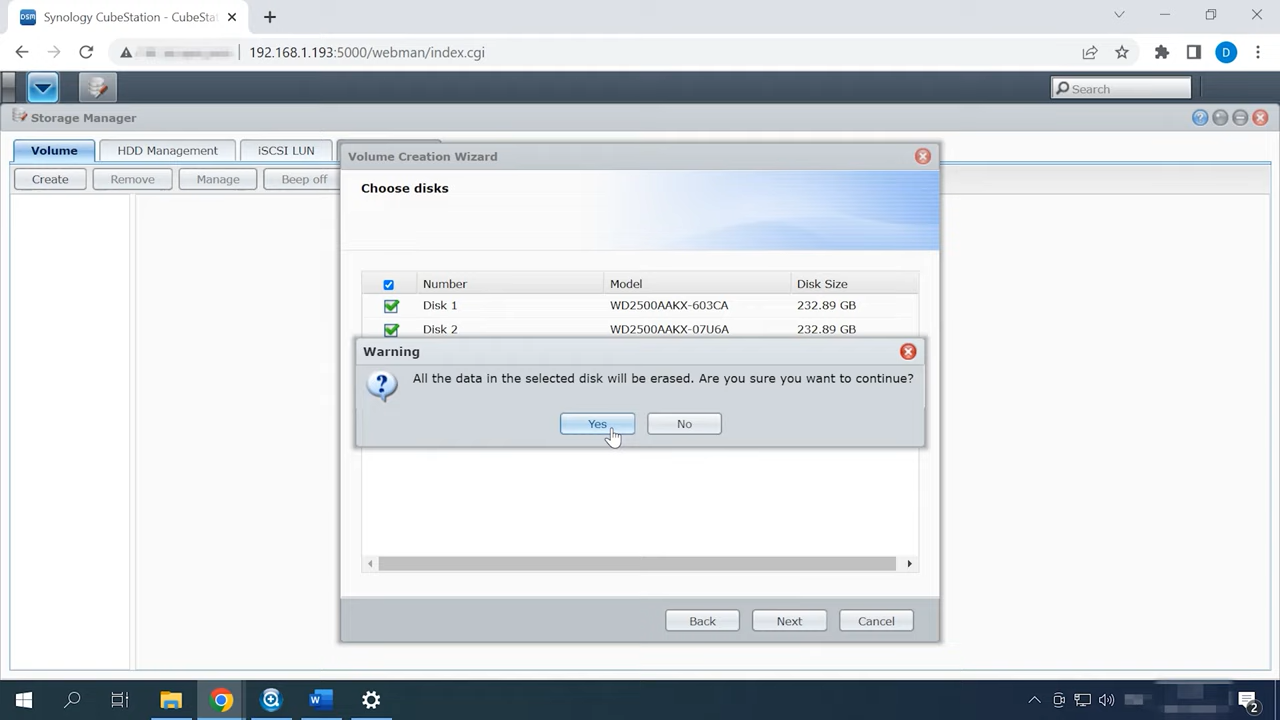 Synology CubeStation - CubeStat
192.168.1.193:5000/webman/index.cgi
D
Search
Storage Manager
Volume
HDD Management
iSCSI LUN
Create
Remove
Manage
Beep off
Volume Creation Wizard
Choose disks
Number Model Disk Size
Disk 1 WD2500AAKX-603CA 232.89 GB
Disk 2 WD2500AAKX-07U6A 232.89 GB
Warning
All the data in the selected disk will be erased. Are you sure you want to continue?
Yes
No
Back
Next
Cancel
2